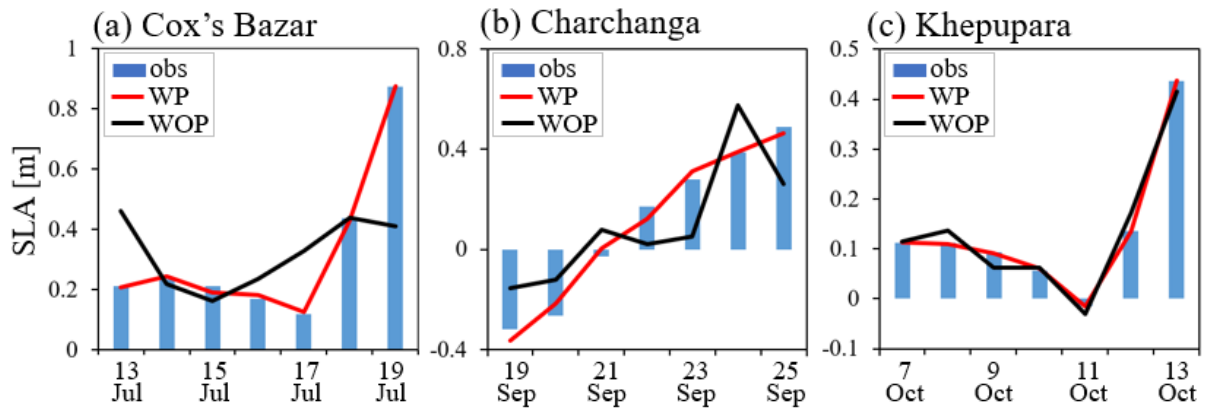 (a) Cox's Bazar
SLA [m]
1
0.8
0.6
0.4
0.2
0
obs
WP
WOP
13 15 17 19
Jul Jul Jul Jul
(b) Charchanga
0.8
0.4
0
-0.4
obs
WP
WOP
19 21 23 25
Sep Sep Sep Sep
(c) Khepupara
0.5
0.4
0.3
0.2
0.1
0
-0.1
obs
WP
WOP
7 9 11 13
Oct Oct Oct Oct